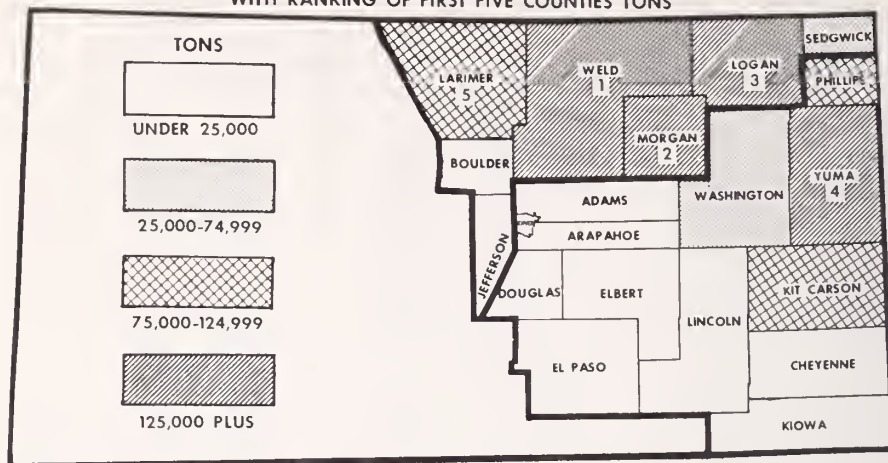 WITH RANKING OF FIRST FIVE COUNTIES TONS
TONS
UNDER 25,000
25,000-74,999
75,000-124,999
125,000 PLUS
LARIMER
5
WELD
1
LOGAN
3
SEDGWICK
PHILLIPS
MORGAN
2
BOULDER
WASHINGTON
YUMA
4
ADAMS
ARAPAHOE
JEFFERSON
DOUGLAS
ELBERT
LINCOLN
KIT CARSON
EL PASO
CHEYENNE
KIOWA